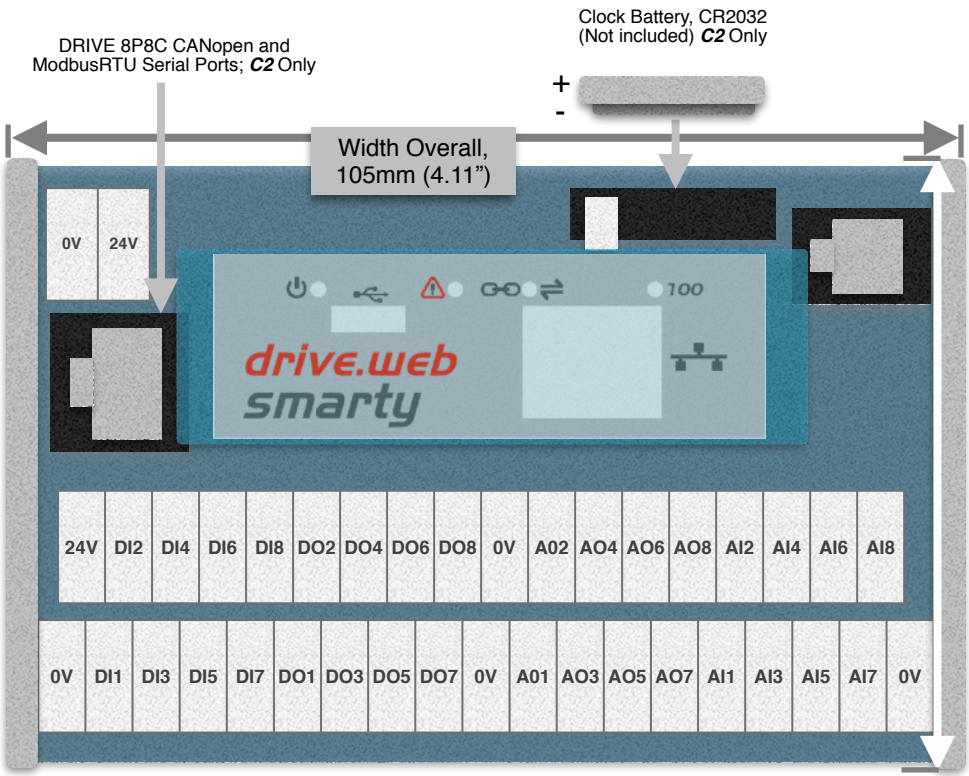 Clock Battery, CR2032
(Not included) C2 Only
DRIVE 8P8C CANopen and
ModbusRTU Serial Ports; C2 Only
+
-
Width Overall,
105mm (4.11”)
0V 24V
100
drive.web
smarty
24V DI2 DI4 DI6 DI8 DO2 DO4 DO6 DO8 0V A02 AO4 AO6 AO8 AI2 AI4 AI6 AI8
0V DI1 DI3 DI5 DI7 DO1 DO3 DO5 DO7 0V A01 AO3 AO5 AO7 AI1 AI3 AI5 AI7 0V